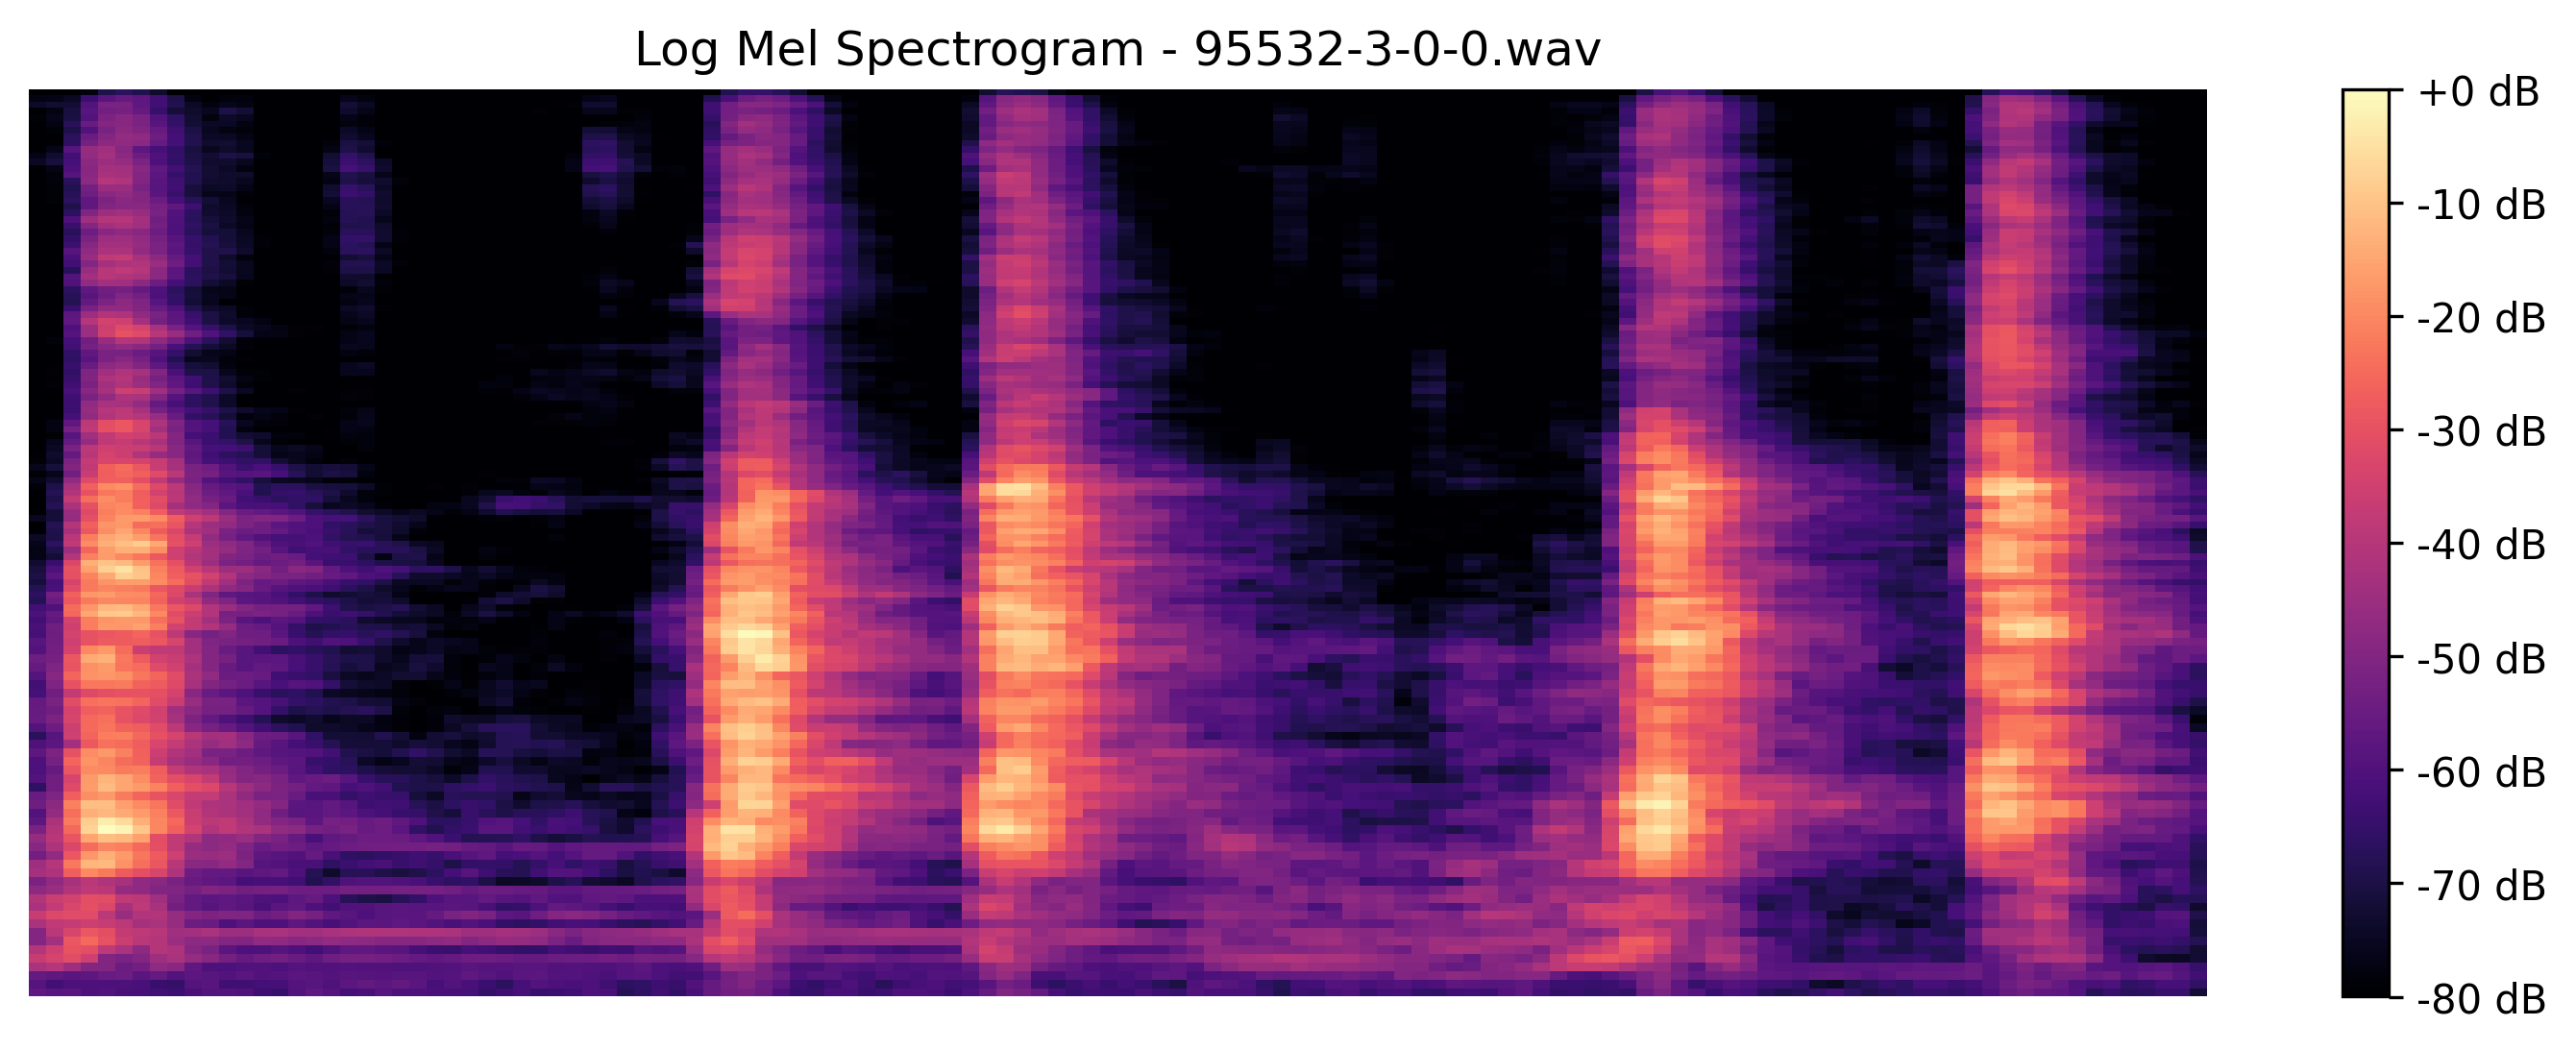 Log Mel Spectrogram - 95532-3-0-0.wav
+0 dB
-10 dB
-20 dB
-30 dB
-40 dB
-50 dB
-60 dB
-70 dB
-80 dB